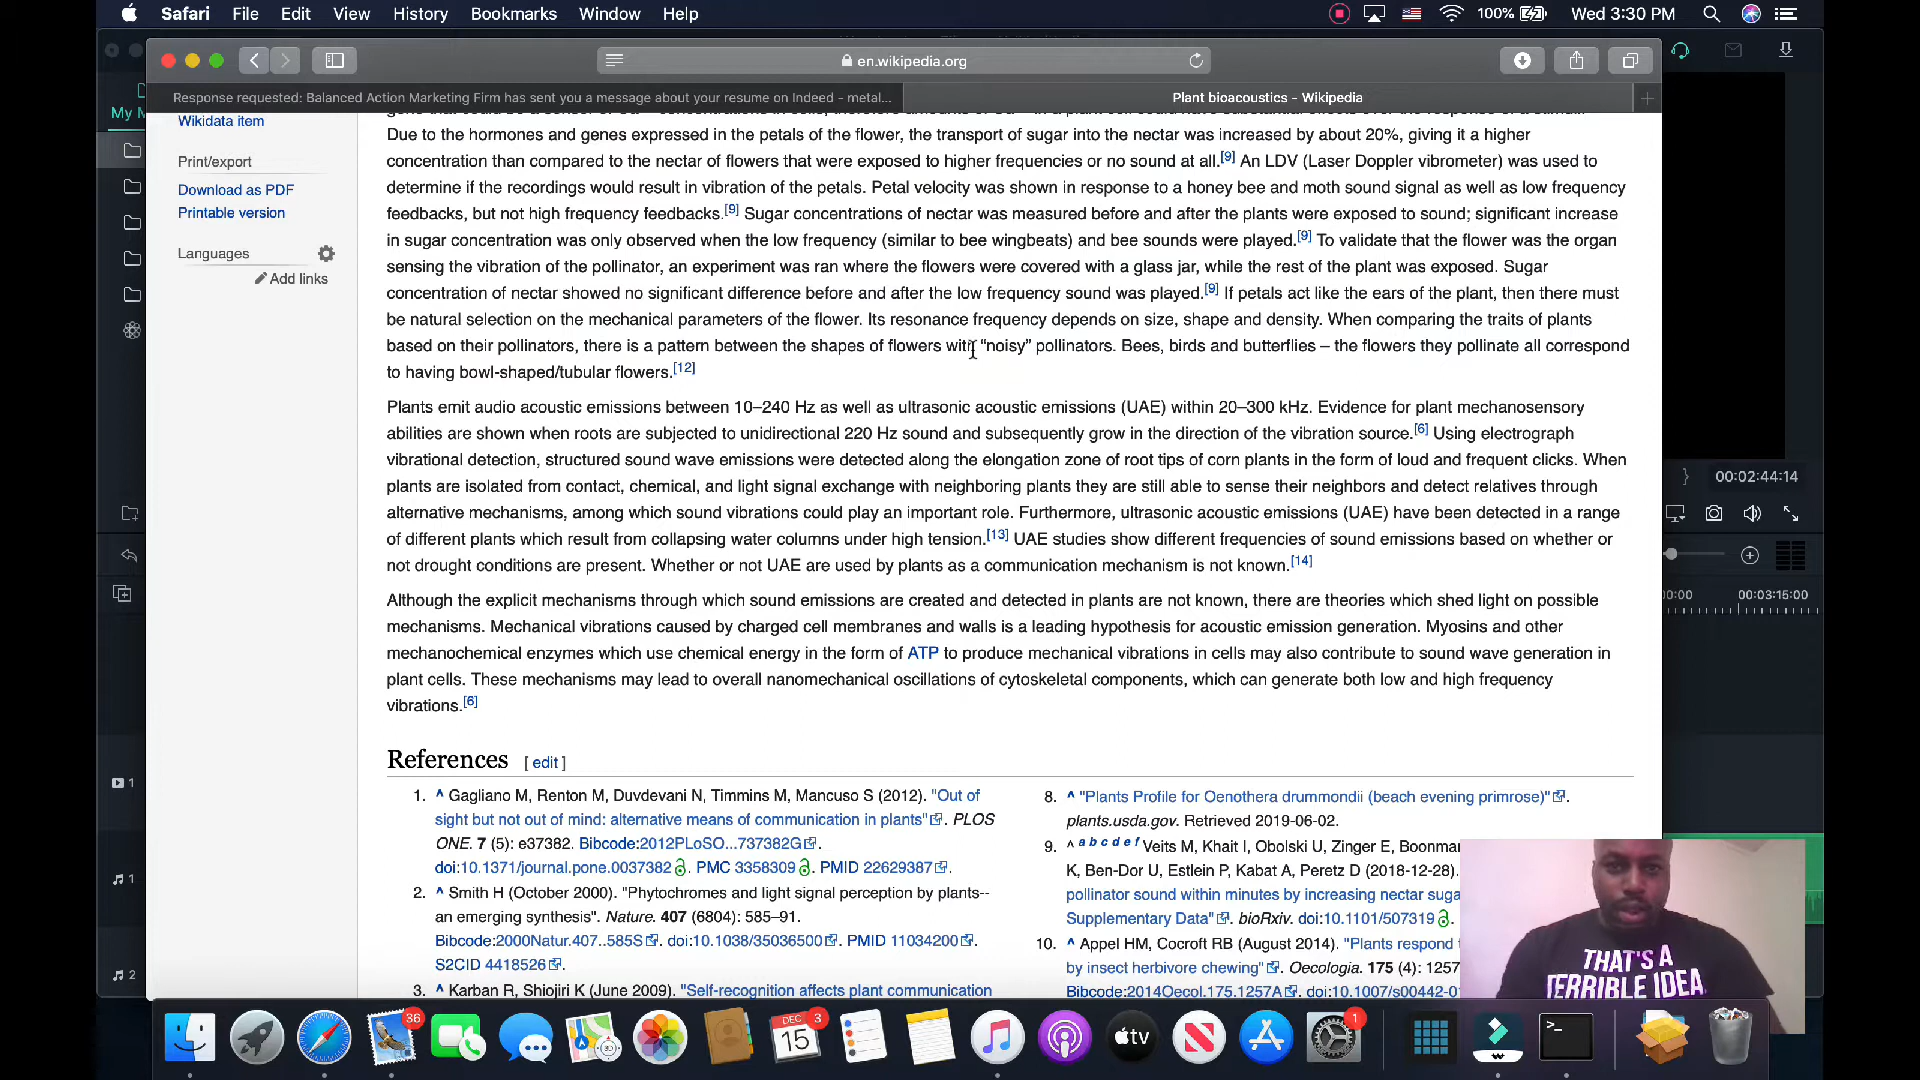 Safari File Edit View History Bookmarks Window Help 100% Wed 3:30 PM
en.wikipedia.org
Response requested: Balanced Action Marketing Firm has sent you a message about your resume on Indeed - metal... Plant bioacoustics - Wikipedia
My
Wikidata item
Print/export
Download as PDF
Printable version
Languages
Add links
Due to the hormones and genes expressed in the petals of the flower, the transport of sugar into the nectar was increased by about 20%, giving it a higher
concentration than compared to the nectar of flowers that were exposed to higher frequencies or no sound at all.[9] An LDV (Laser Doppler vibrometer) was used to
determine if the recordings would result in vibration of the petals. Petal velocity was shown in response to a honey bee and moth sound signal as well as low frequency
feedbacks, but not high frequency feedbacks.[9] Sugar concentrations of nectar was measured before and after the plants were exposed to sound; significant increase
in sugar concentration was only observed when the low frequency (similar to bee wingbeats) and bee sounds were played.[9] To validate that the flower was the organ
sensing the vibration of the pollinator, an experiment was ran where the flowers were covered with a glass jar, while the rest of the plant was exposed. Sugar
concentration of nectar showed no significant difference before and after the low frequency sound was played.[9] If petals act like the ears of the plant, then there must
be natural selection on the mechanical parameters of the flower. Its resonance frequency depends on size, shape and density. When comparing the traits of plants
based on their pollinators, there is a pattern between the shapes of flowers with “noisy” pollinators. Bees, birds and butterflies – the flowers they pollinate all correspond
to having bowl-shaped/tubular flowers.[12]
Plants emit audio acoustic emissions between 10–240 Hz as well as ultrasonic acoustic emissions (UAE) within 20–300 kHz. Evidence for plant mechanosensory
abilities are shown when roots are subjected to unidirectional 220 Hz sound and subsequently grow in the direction of the vibration source.[6] Using electrograph
vibrational detection, structured sound wave emissions were detected along the elongation zone of root tips of corn plants in the form of loud and frequent clicks. When
plants are isolated from contact, chemical, and light signal exchange with neighboring plants they are still able to sense their neighbors and detect relatives through
alternative mechanisms, among which sound vibrations could play an important role. Furthermore, ultrasonic acoustic emissions (UAE) have been detected in a range
of different plants which result from collapsing water columns under high tension.[13] UAE studies show different frequencies of sound emissions based on whether or
not drought conditions are present. Whether or not UAE are used by plants as a communication mechanism is not known.[14]
Although the explicit mechanisms through which sound emissions are created and detected in plants are not known, there are theories which shed light on possible
mechanisms. Mechanical vibrations caused by charged cell membranes and walls is a leading hypothesis for acoustic emission generation. Myosins and other
mechanochemical enzymes which use chemical energy in the form of ATP to produce mechanical vibrations in cells may also contribute to sound wave generation in
plant cells. These mechanisms may lead to overall nanomechanical oscillations of cytoskeletal components, which can generate both low and high frequency
vibrations.[6]
References [ edit ]
1. ^ Gagliano M, Renton M, Duvdevani N, Timmins M, Mancuso S (2012). "Out of
sight but not out of mind: alternative means of communication in plants". PLOS
ONE. 7 (5): e37382. Bibcode:2012PLoSO...737382G.
doi:10.1371/journal.pone.0037382. PMC 3358309. PMID 22629387.
2. ^ Smith H (October 2000). "Phytochromes and light signal perception by plants--
an emerging synthesis". Nature. 407 (6804): 585–91.
Bibcode:2000Natur.407..585S. doi:10.1038/35036500. PMID 11034200.
S2CID 4418526.
3. ^ Karban R, Shiojiri K (June 2009). "Self-recognition affects plant communication
8. ^ "Plants Profile for Oenothera drummondii (beach evening primrose)".
plants.usda.gov. Retrieved 2019-06-02.
9. ^ a b c d e f Veits M, Khait I, Obolski U, Zinger E, Boonman
K, Ben-Dor U, Estlein P, Kabat A, Peretz D (2018-12-28).
pollinator sound within minutes by increasing nectar suga
Supplementary Data". bioRxiv. doi:10.1101/507319.
10. ^ Appel HM, Cocroft RB (August 2014). "Plants respond
by insect herbivore chewing". Oecologia. 175 (4): 1257
Bibcode:2014Oecol.175.1257A. doi:10.1007/s00442-0
00:02:44:14
00:00 00:03:15:00
1
1
2
THAT'S A
TERRIBLE IDEA.
36
DEC
15
3
tv
1